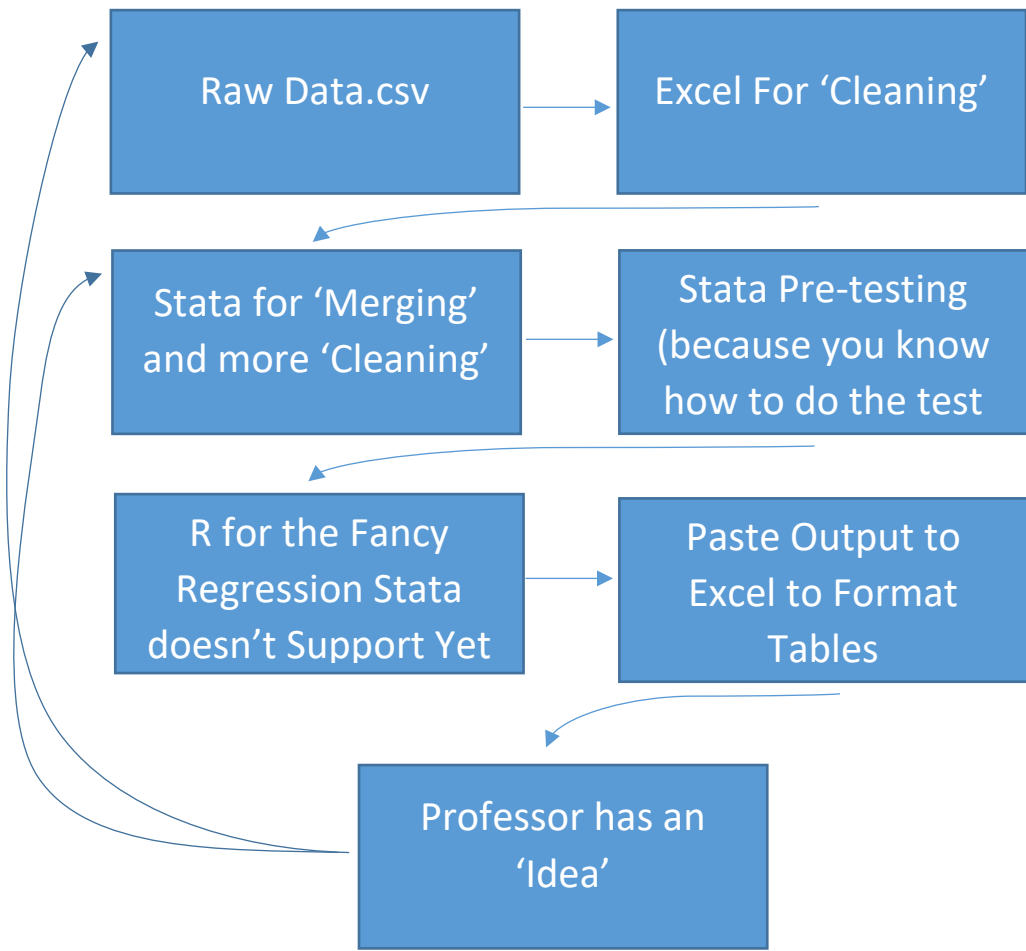 Raw Data.csv
Excel For ‘Cleaning’
Stata for ‘Merging’
and more ‘Cleaning’
Stata Pre-testing
(because you know
how to do the test
R for the Fancy
Regression Stata
doesn’t Support Yet
Paste Output to
Excel to Format
Tables
Professor has an
‘Idea’